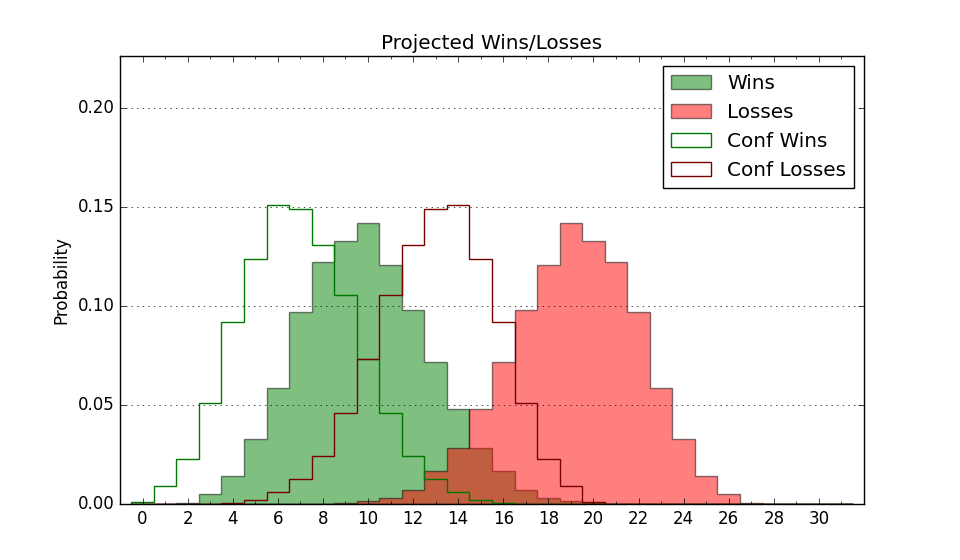 Projected Wins/Losses
Wins
Losses
Conf Wins
Conf Losses
Probability
0.20
0.15
0.10
0.05
0.00
0 2 4 6 8 10 12 14 16 18 20 22 24 26 28 30